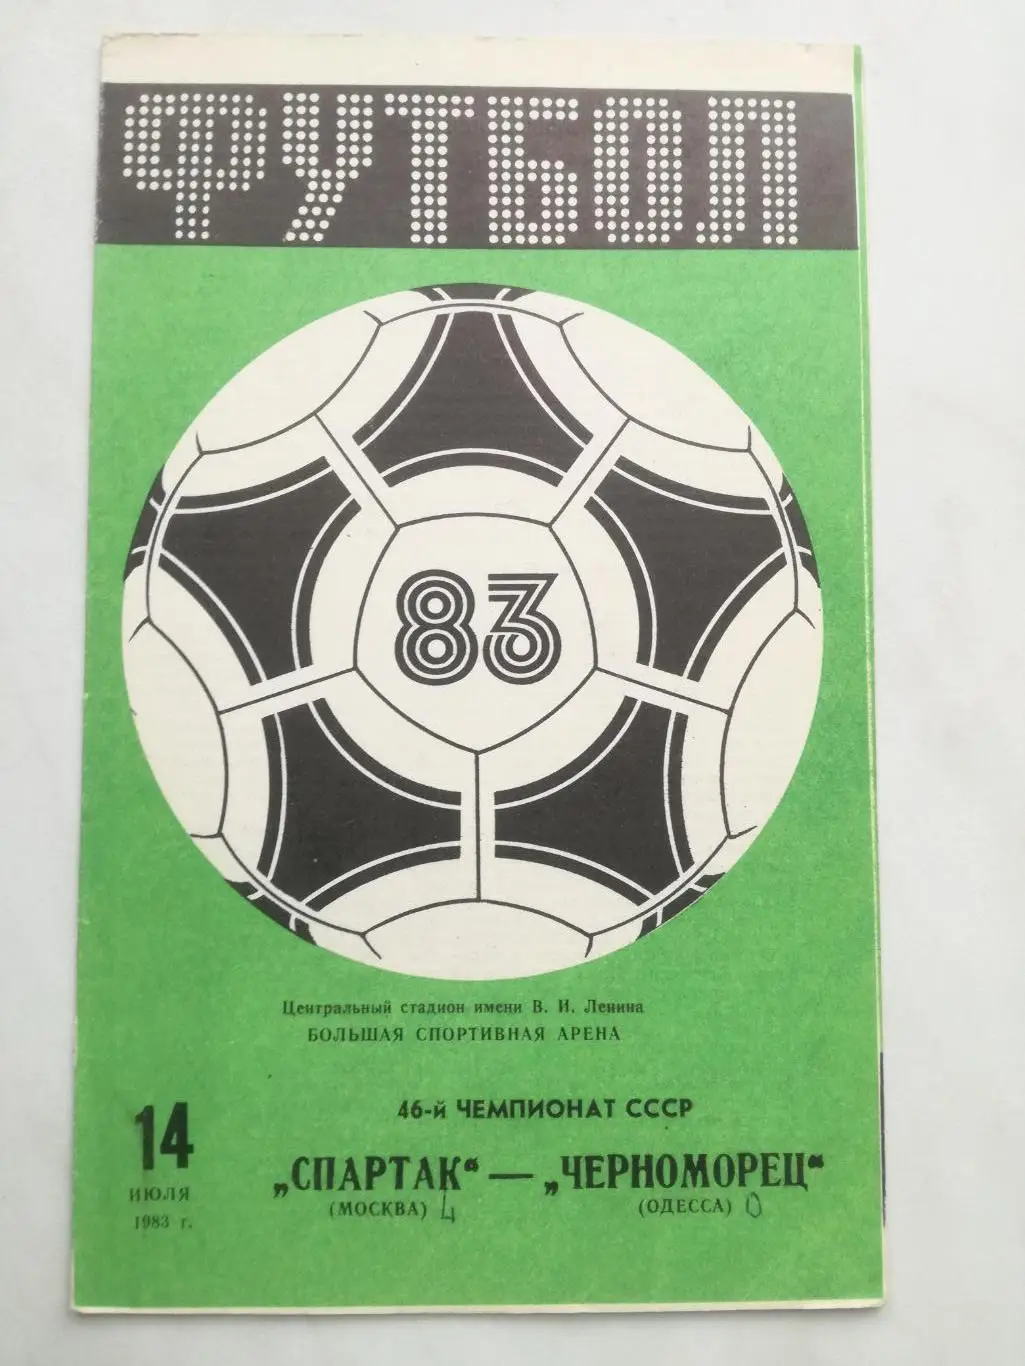 ФУТБОЛ
83
Центральный стадион имени В. И. Ленина
БОЛЬШАЯ СПОРТИВНАЯ АРЕНА
46-й ЧЕМПИОНАТ СССР
14
ИЮЛЯ
1983 г.
„СПАРТАК“ — „ЧЕРНОМОРЕЦ“
(МОСКВА) 4 (ОДЕССА) 0